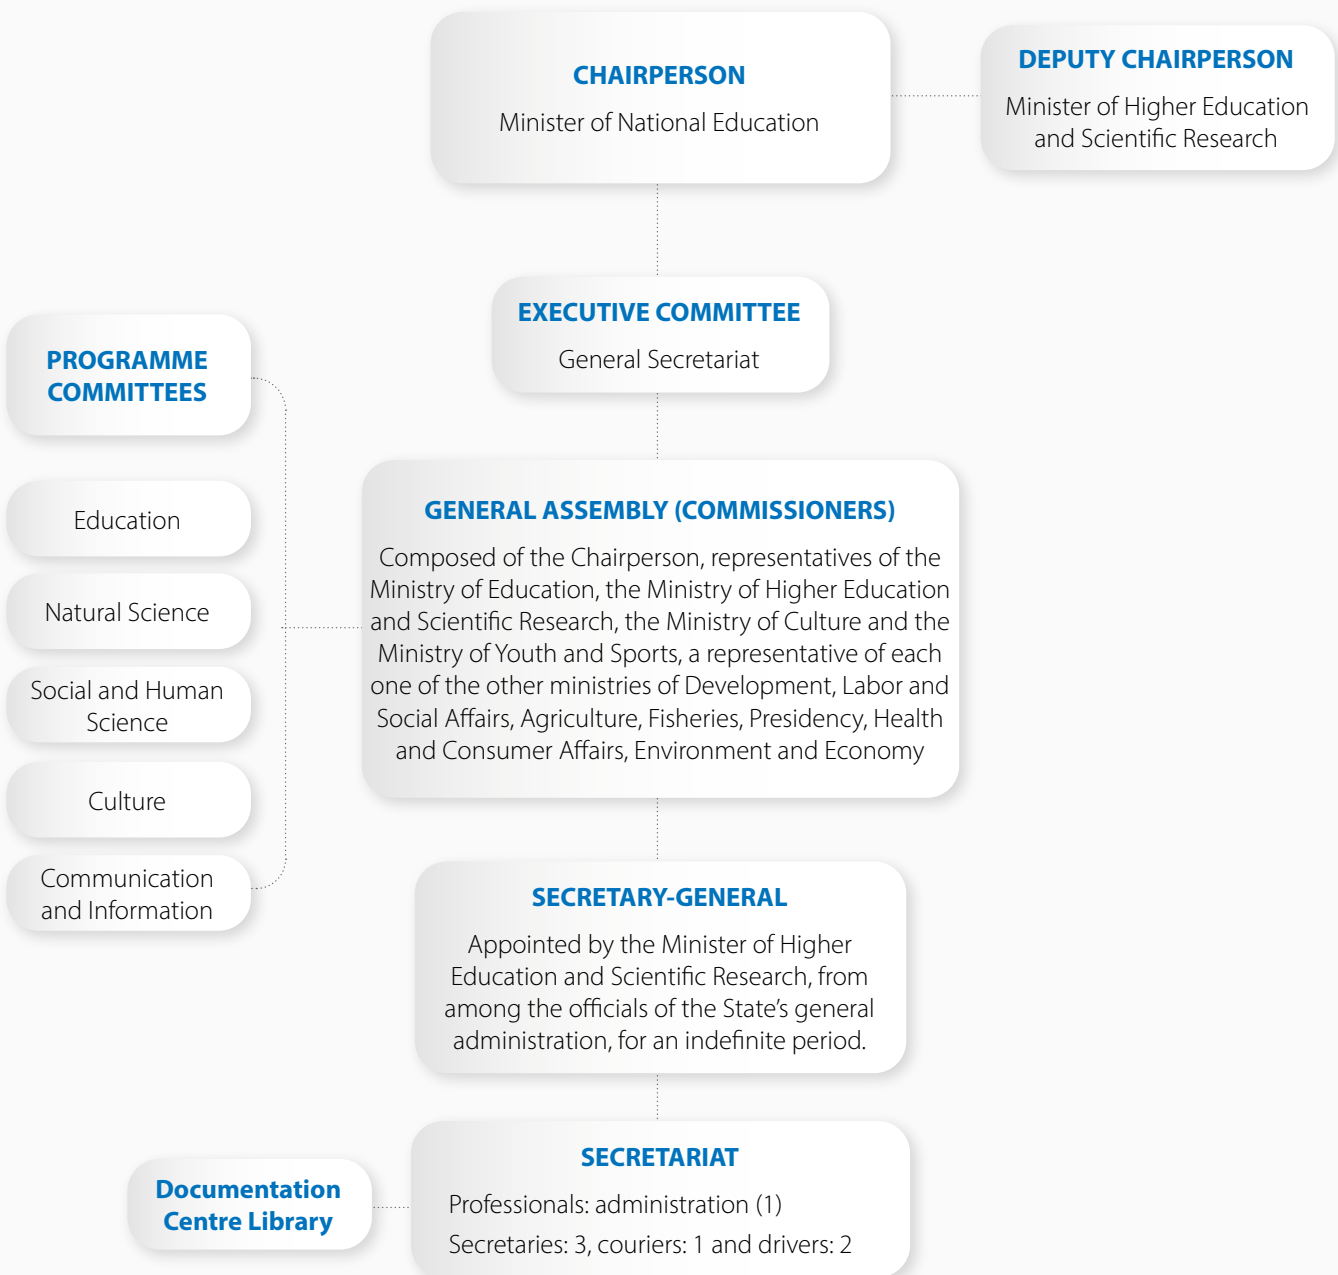 CHAIRPERSON
Minister of National Education
DEPUTY CHAIRPERSON
Minister of Higher Education
and Scientific Research
EXECUTIVE COMMITTEE
General Secretariat
PROGRAMME
COMMITTEES
Education
Natural Science
Social and Human
Science
Culture
Communication
and Information
GENERAL ASSEMBLY (COMMISSIONERS)
Composed of the Chairperson, representatives of the
Ministry of Education, the Ministry of Higher Education
and Scientific Research, the Ministry of Culture and the
Ministry of Youth and Sports, a representative of each
one of the other ministries of Development, Labor and
Social Affairs, Agriculture, Fisheries, Presidency, Health
and Consumer Affairs, Environment and Economy
SECRETARY-GENERAL
Appointed by the Minister of Higher
Education and Scientific Research, from
among the officials of the State’s general
administration, for an indefinite period.
SECRETARIAT
Professionals: administration (1)
Secretaries: 3, couriers: 1 and drivers: 2
Documentation
Centre Library